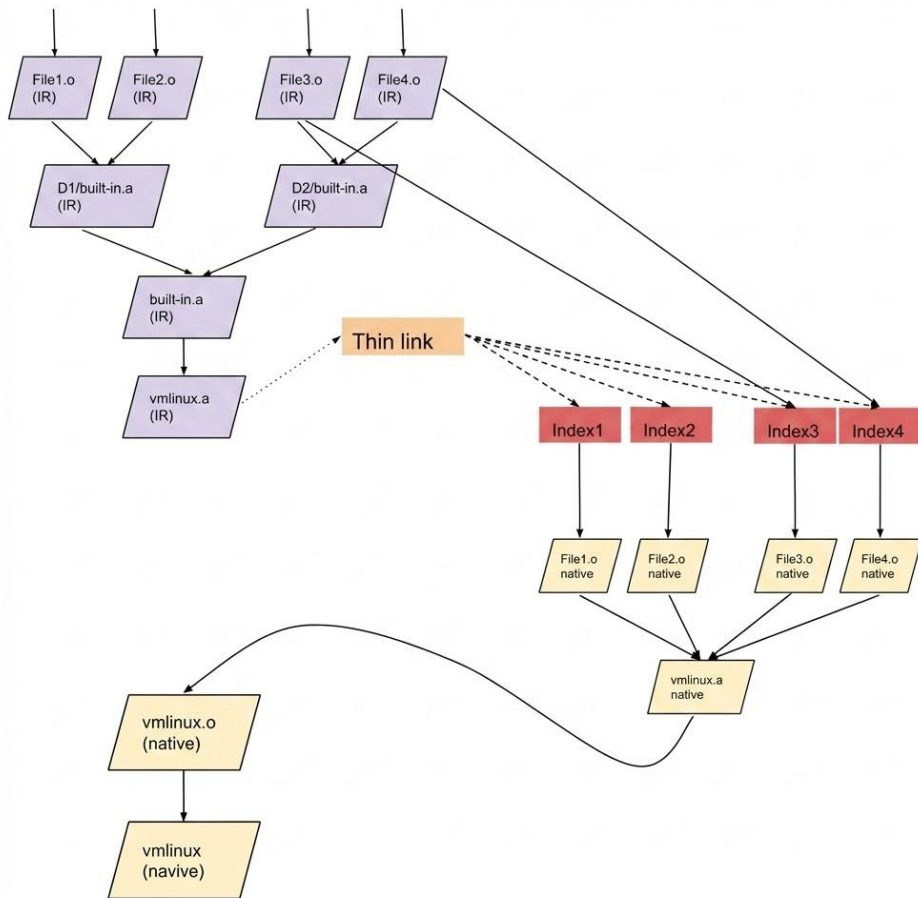 File1.o
(IR)
File2.o
(IR)
File3.o
(IR)
File4.o
(IR)
D1/built-in.a
(IR)
D2/built-in.a
(IR)
built-in.a
(IR)
Thin link
vmlinux.a
(IR)
Index1
Index2
Index3
Index4
File1.o
native
File2.o
native
File3.o
native
File4.o
native
vmlinux.a
native
vmlinux.o
(native)
vmlinux
(navive)